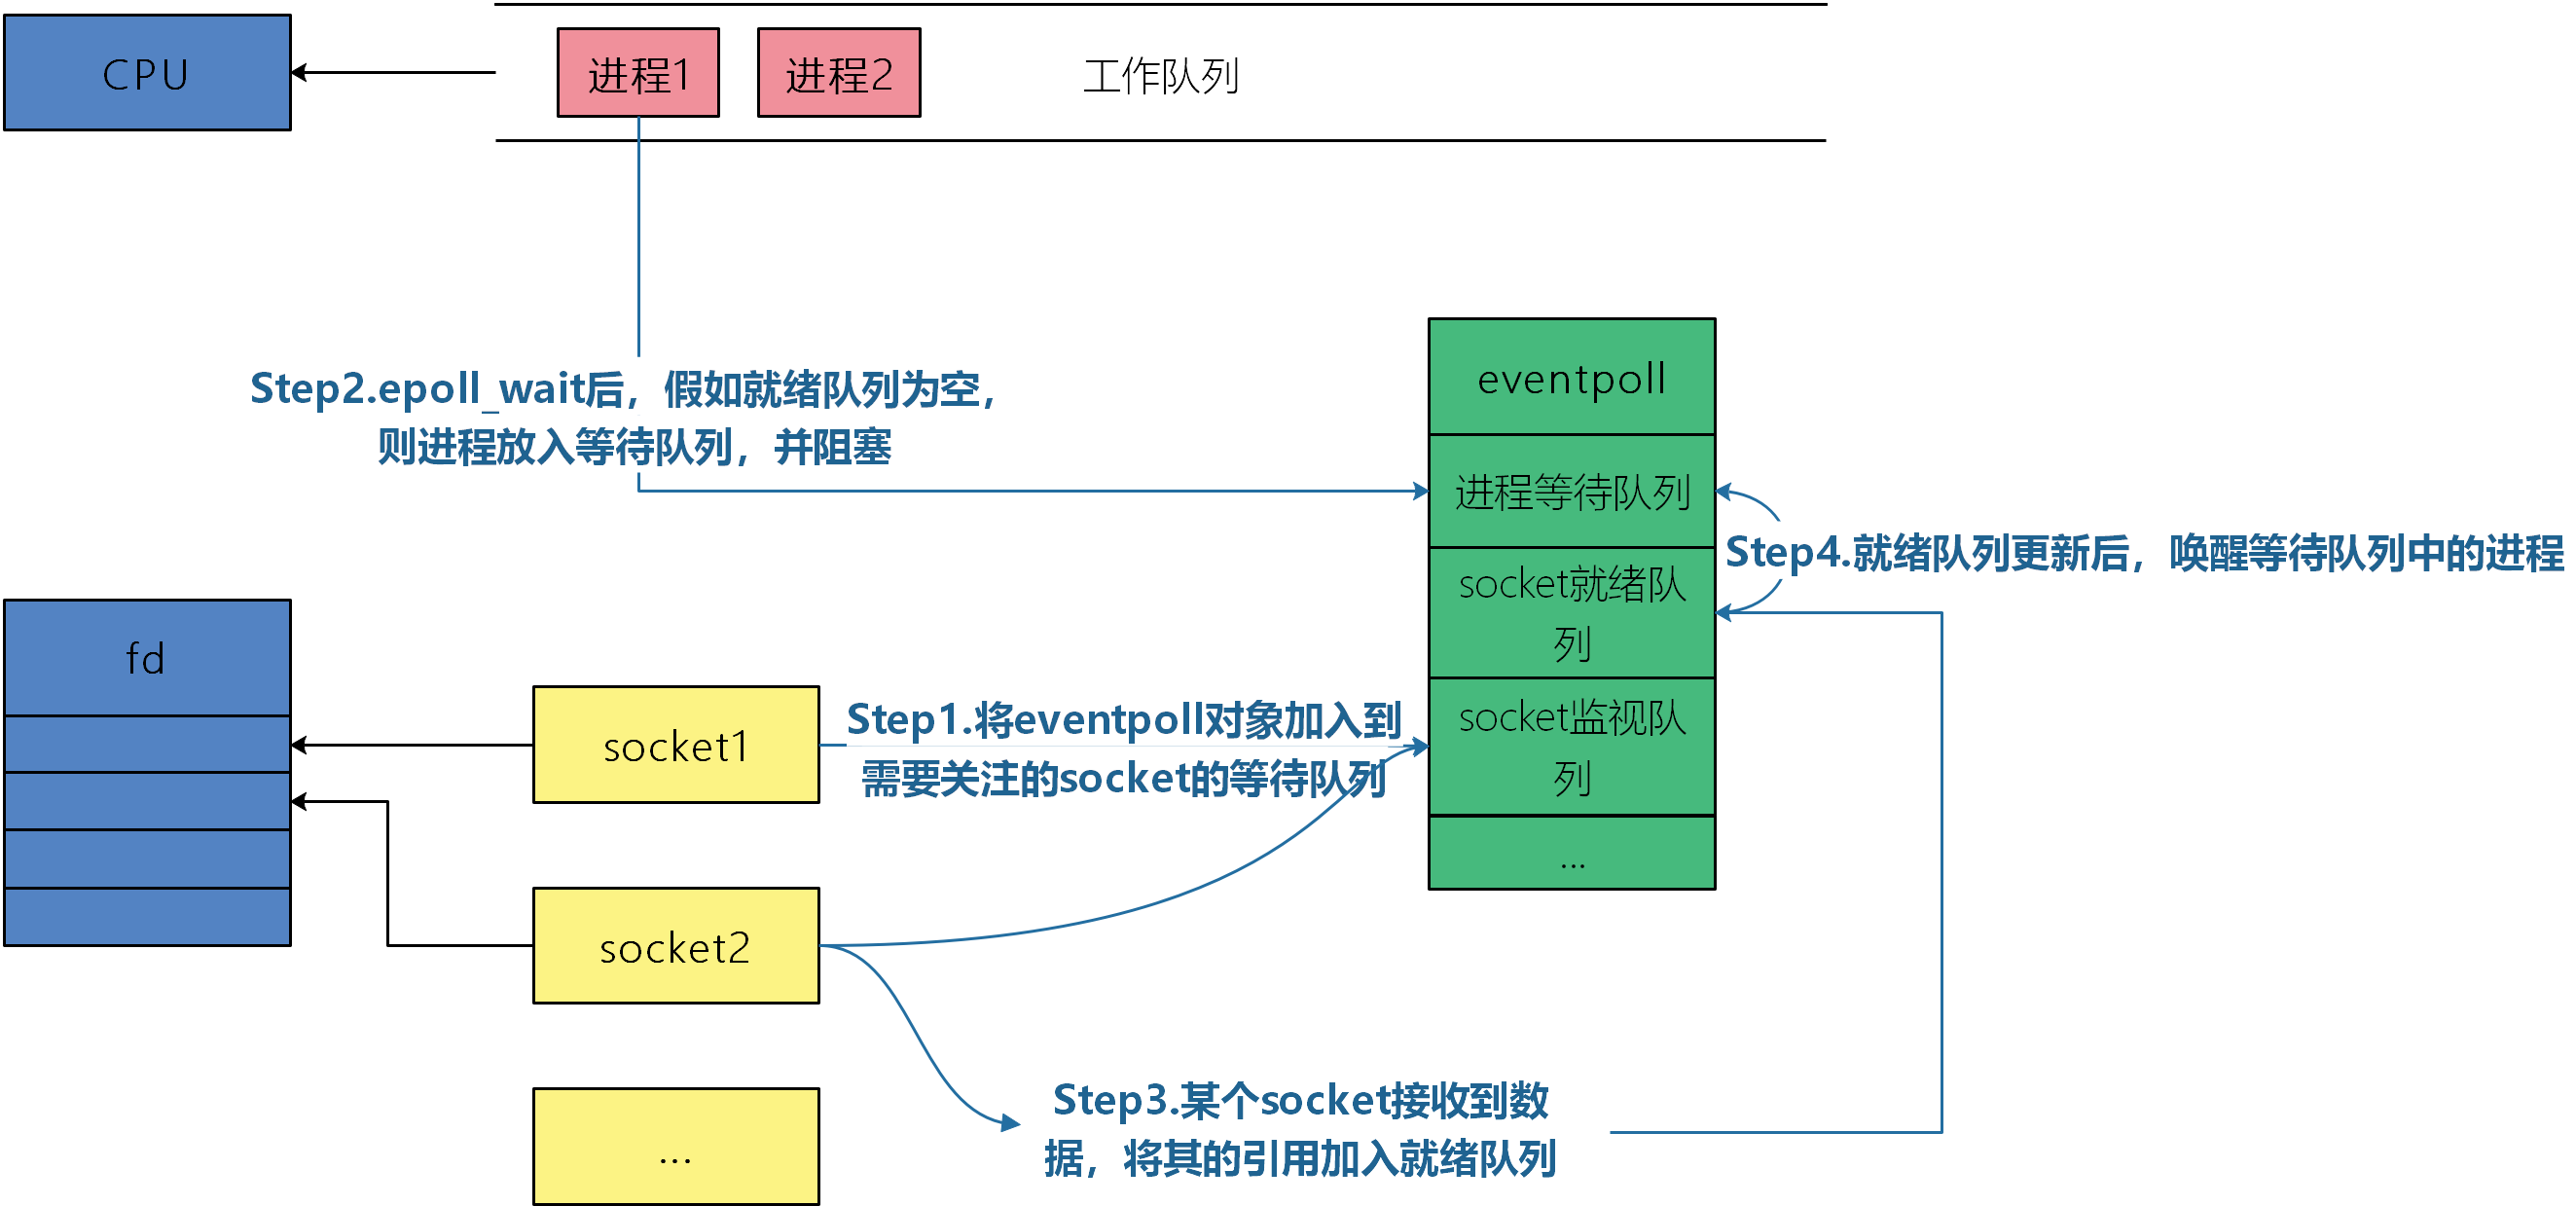 CPU
进程1
进程2
工作队列
Step2.epoll_wait后，假如就绪队列为空，
则进程放入等待队列，并阻塞
eventpoll
进程等待队列
Step4.就绪队列更新后，唤醒等待队列中的进程
socket就绪队
列
fd
socket1
Step1.将eventpoll对象加入到
需要关注的socket的等待队列
socket监视队
列
...
socket2
Step3.某个socket接收到数
据，将其的引用加入就绪队列
...